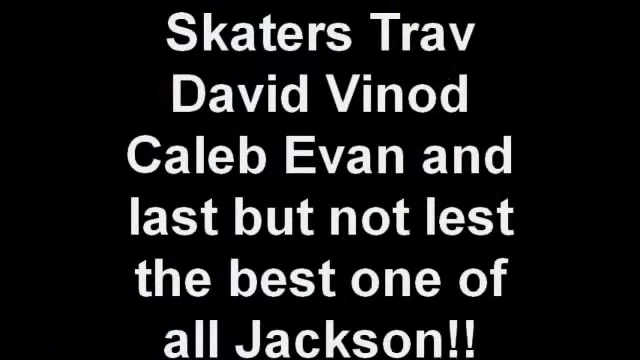 Skaters Trav
David Vinod
Caleb Evan and
last but not lest
the best one of
all Jackson!!